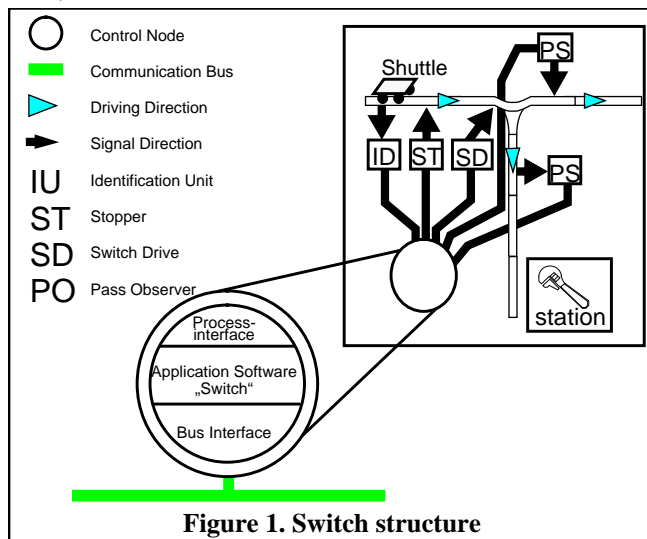 Control Node
Communication Bus
Driving Direction
Signal Direction
IU Identification Unit
ST Stopper
SD Switch Drive
PO Pass Observer
Shuttle
PS
ID ST SD
PS
station
Process-
interface
Application Software
„Switch“
Bus Interface
Figure 1. Switch structure